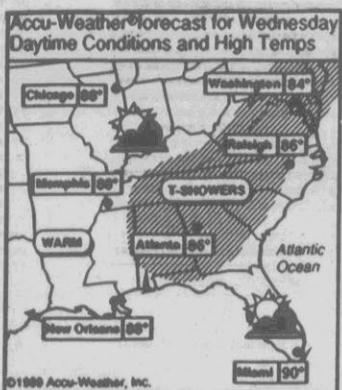 Accu-Weather® forecast for Wednesday
Daytime Conditions and High Temps
Washington 84°
Chicago 88°
Raleigh 86°
Memphis 88°
T-SHOWERS
WARM
Atlanta 86°
Atlantic
Ocean
New Orleans 88°
Miami 90°
©1989 Accu-Weather, Inc.